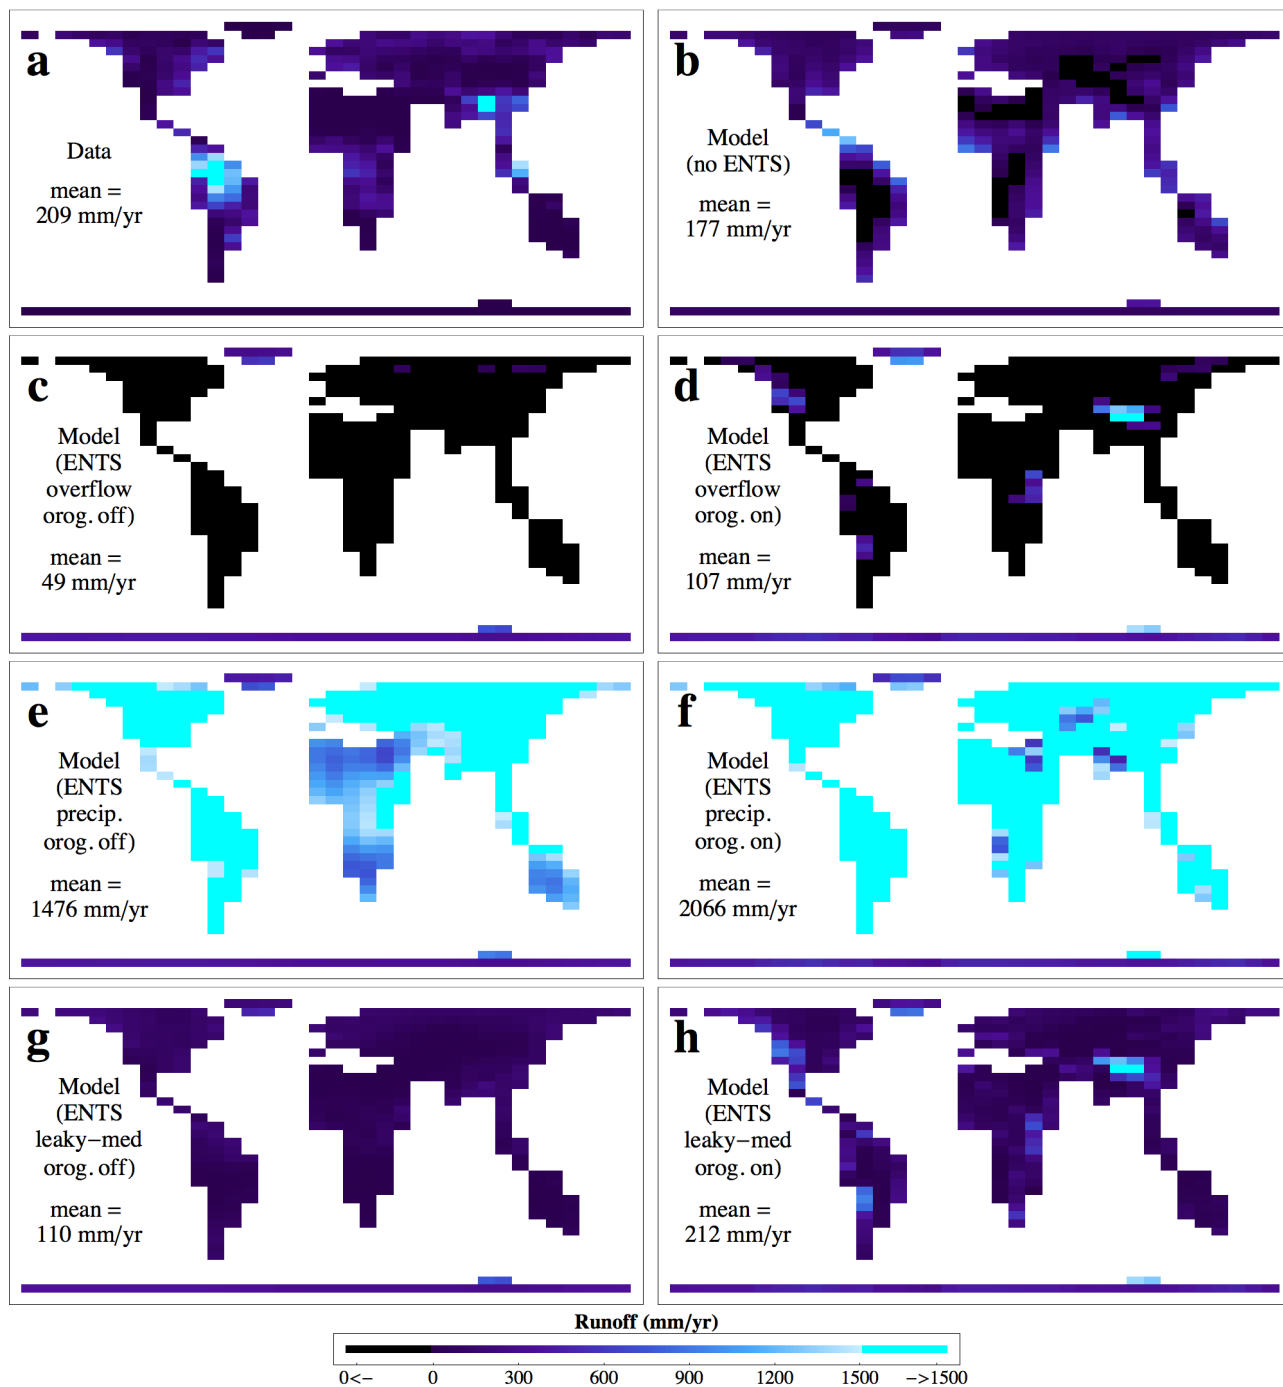 a
Data
mean =
209 mm/yr
b
Model
(no ENTS)
mean =
177 mm/yr
c
Model
(ENTS
overflow
orog. off)
mean =
49 mm/yr
d
Model
(ENTS
overflow
orog. on)
mean =
107 mm/yr
e
Model
(ENTS
precip.
orog. off)
mean =
1476 mm/yr
f
Model
(ENTS
precip.
orog. on)
mean =
2066 mm/yr
g
Model
(ENTS
leaky−med
orog. off)
mean =
110 mm/yr
h
Model
(ENTS
leaky−med
orog. on)
mean =
212 mm/yr
Runoff (mm/yr)
0<− 0 300 600 900 1200 1500 −>1500